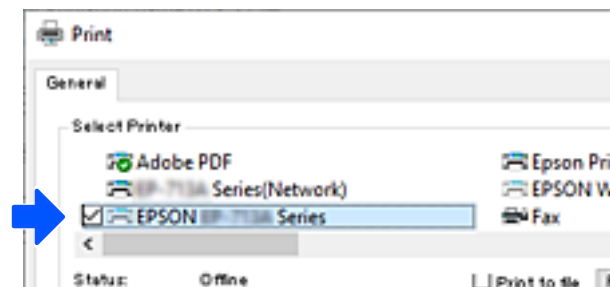 Print
General
Select Printer
Adobe PDF
Epson Pri
Series(Network)
EPSON W
EPSON Series
Fax
Status: Offline
Print to file